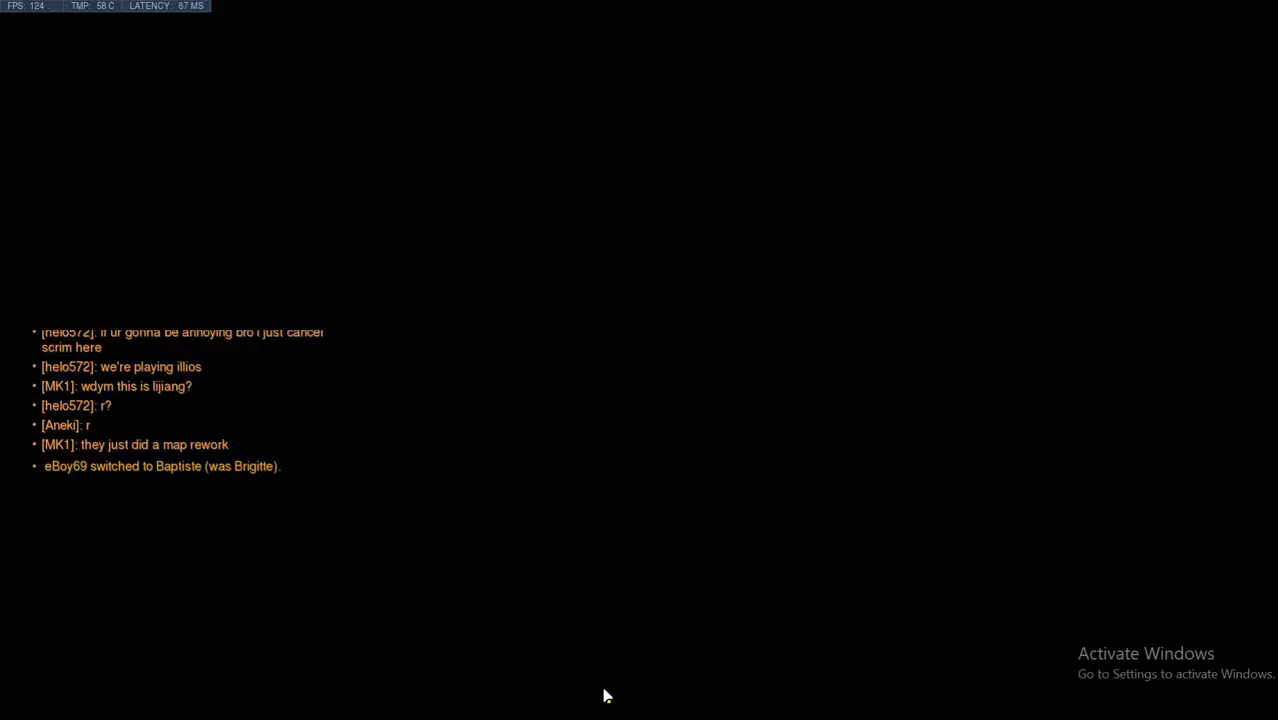 FPS: 124 TMP: 58 C LATENCY: 87 MS
• [helo572]: if ur gonna be annoying bro i just cancel
scrim here
• [helo572]: we're playing illios
• [MK1]: wdym this is lijiang?
• [helo572]: r?
• [Aneki]: r
• [MK1]: they just did a map rework
• eBoy69 switched to Baptiste (was Brigitte).
Activate Windows
Go to Settings to activate Windows.